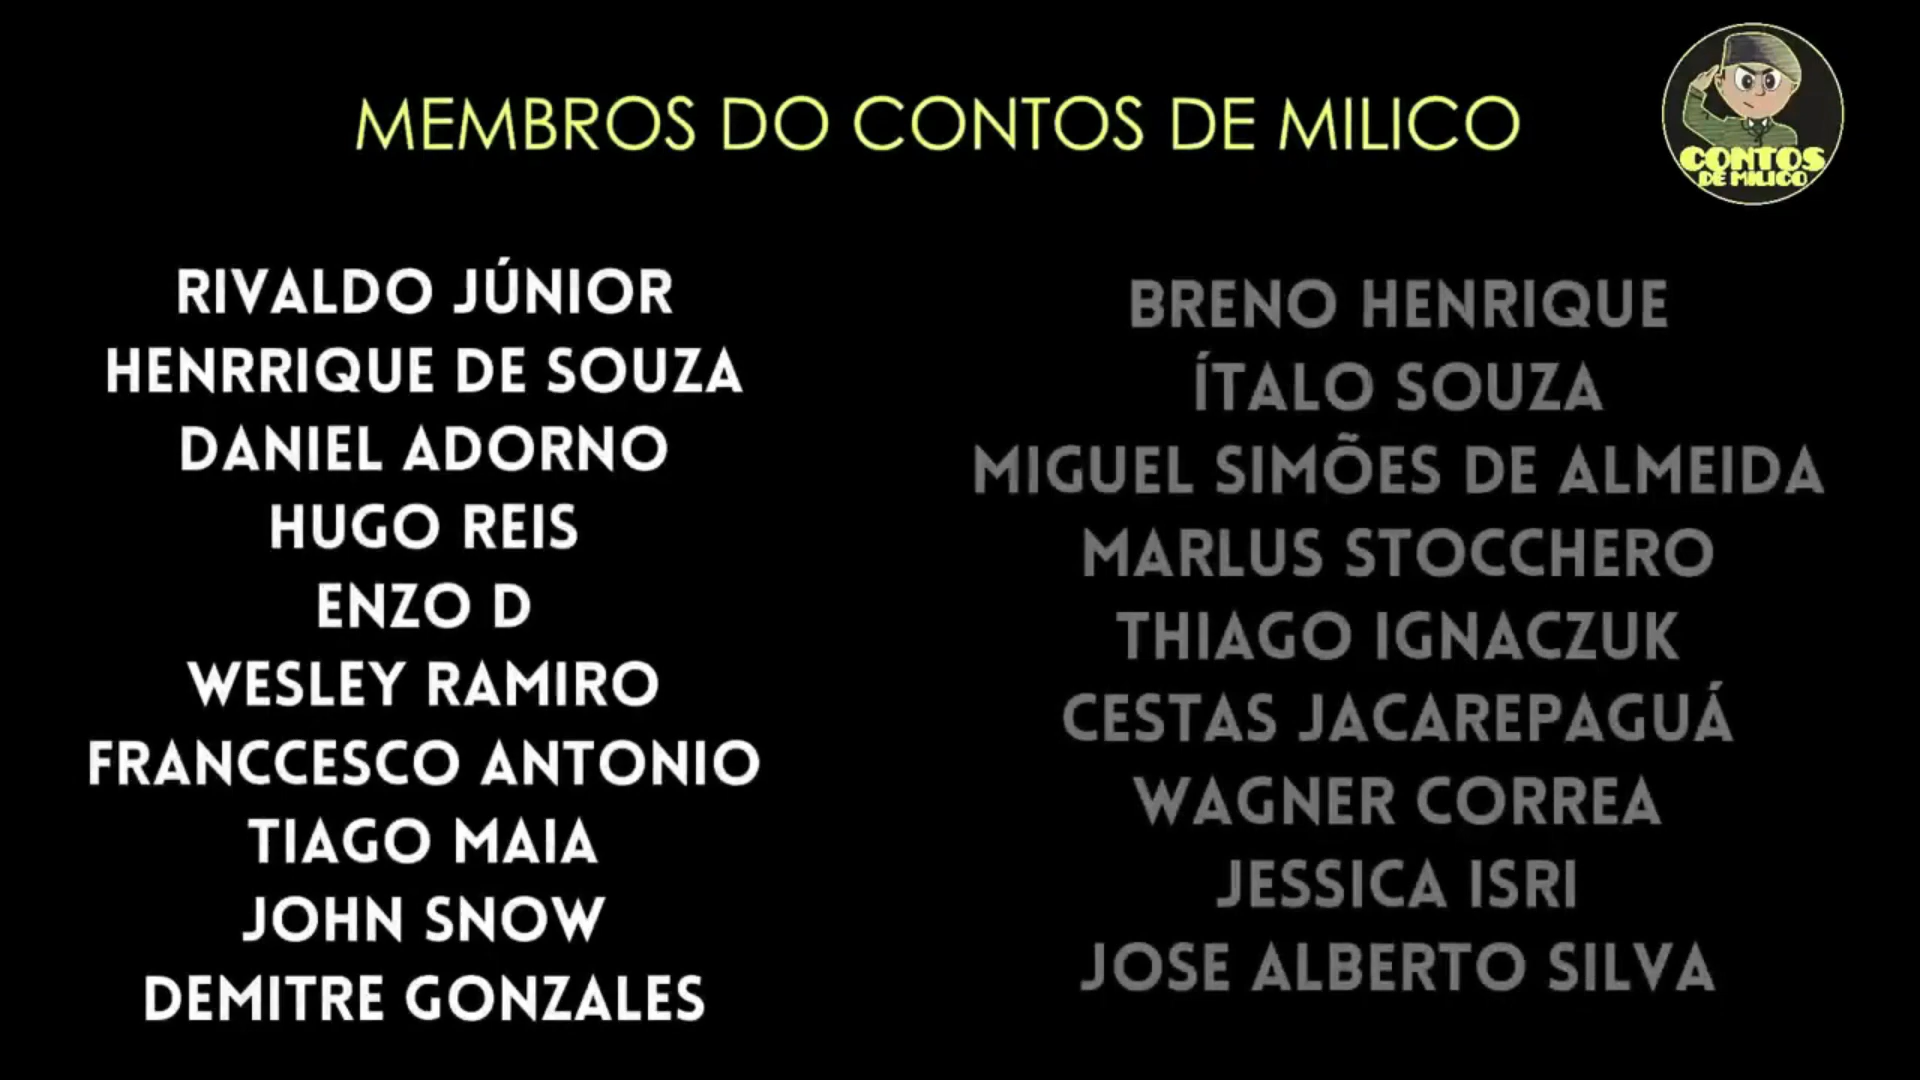 MEMBROS DO CONTOS DE MILICO
CONTOS
DE MILICO
RIVALDO JÚNIOR
HENRRIQUE DE SOUZA
DANIEL ADORNO
HUGO REIS
ENZO D
WESLEY RAMIRO
FRANCCESCO ANTONIO
TIAGO MAIA
JOHN SNOW
DEMITRE GONZALES
BRENO HENRIQUE
ÍTALO SOUZA
MIGUEL SIMÕES DE ALMEIDA
MARLUS STOCCHERO
THIAGO IGNACZUK
CESTAS JACAREPAGUÁ
WAGNER CORREA
JESSICA ISRI
JOSE ALBERTO SILVA